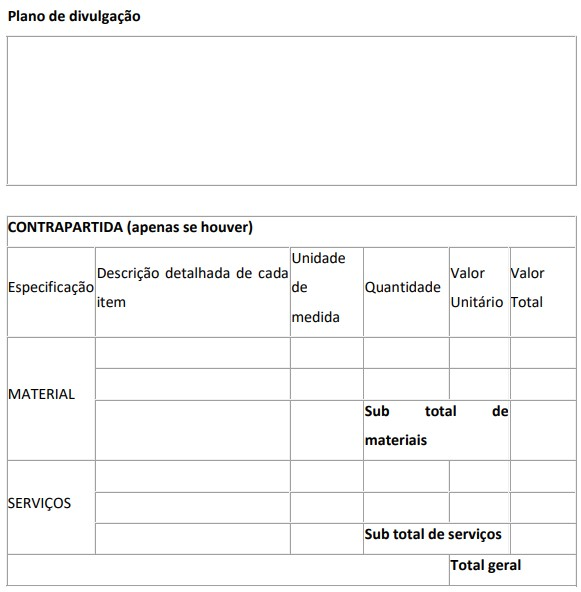 Plano de divulgação
CONTRAPARTIDA (apenas se houver)
Especificação Descrição detalhada de cada item Unidade de medida Quantidade Valor Unitário Valor Total
MATERIAL
Sub total de materiais
SERVIÇOS
Sub total de serviços
Total geral